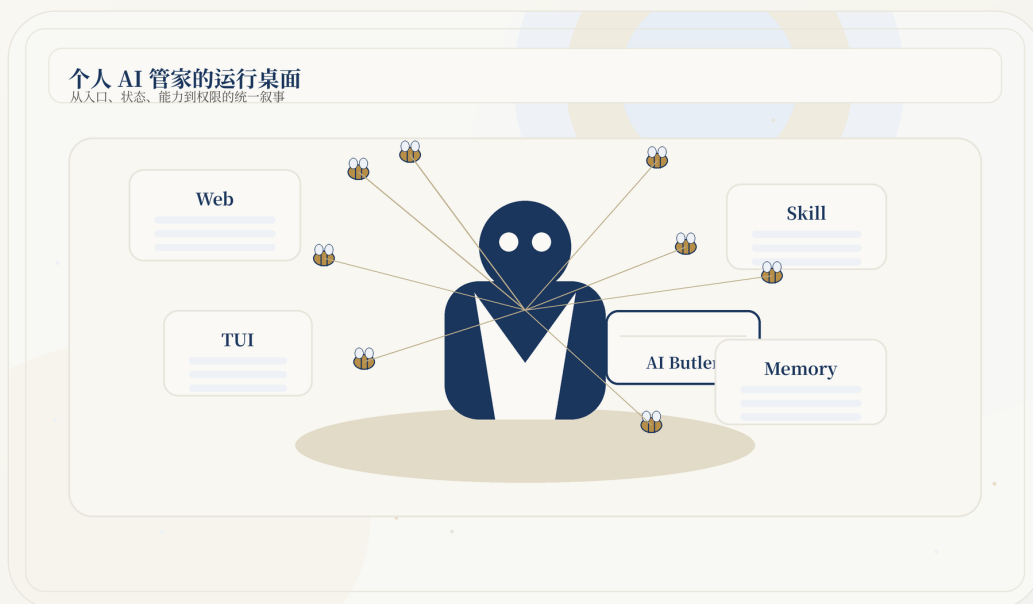 个人 AI 管家的运行桌面
从入口、状态、能力到权限的统一叙事
Web
Skill
TUI
AI Butler
Memory